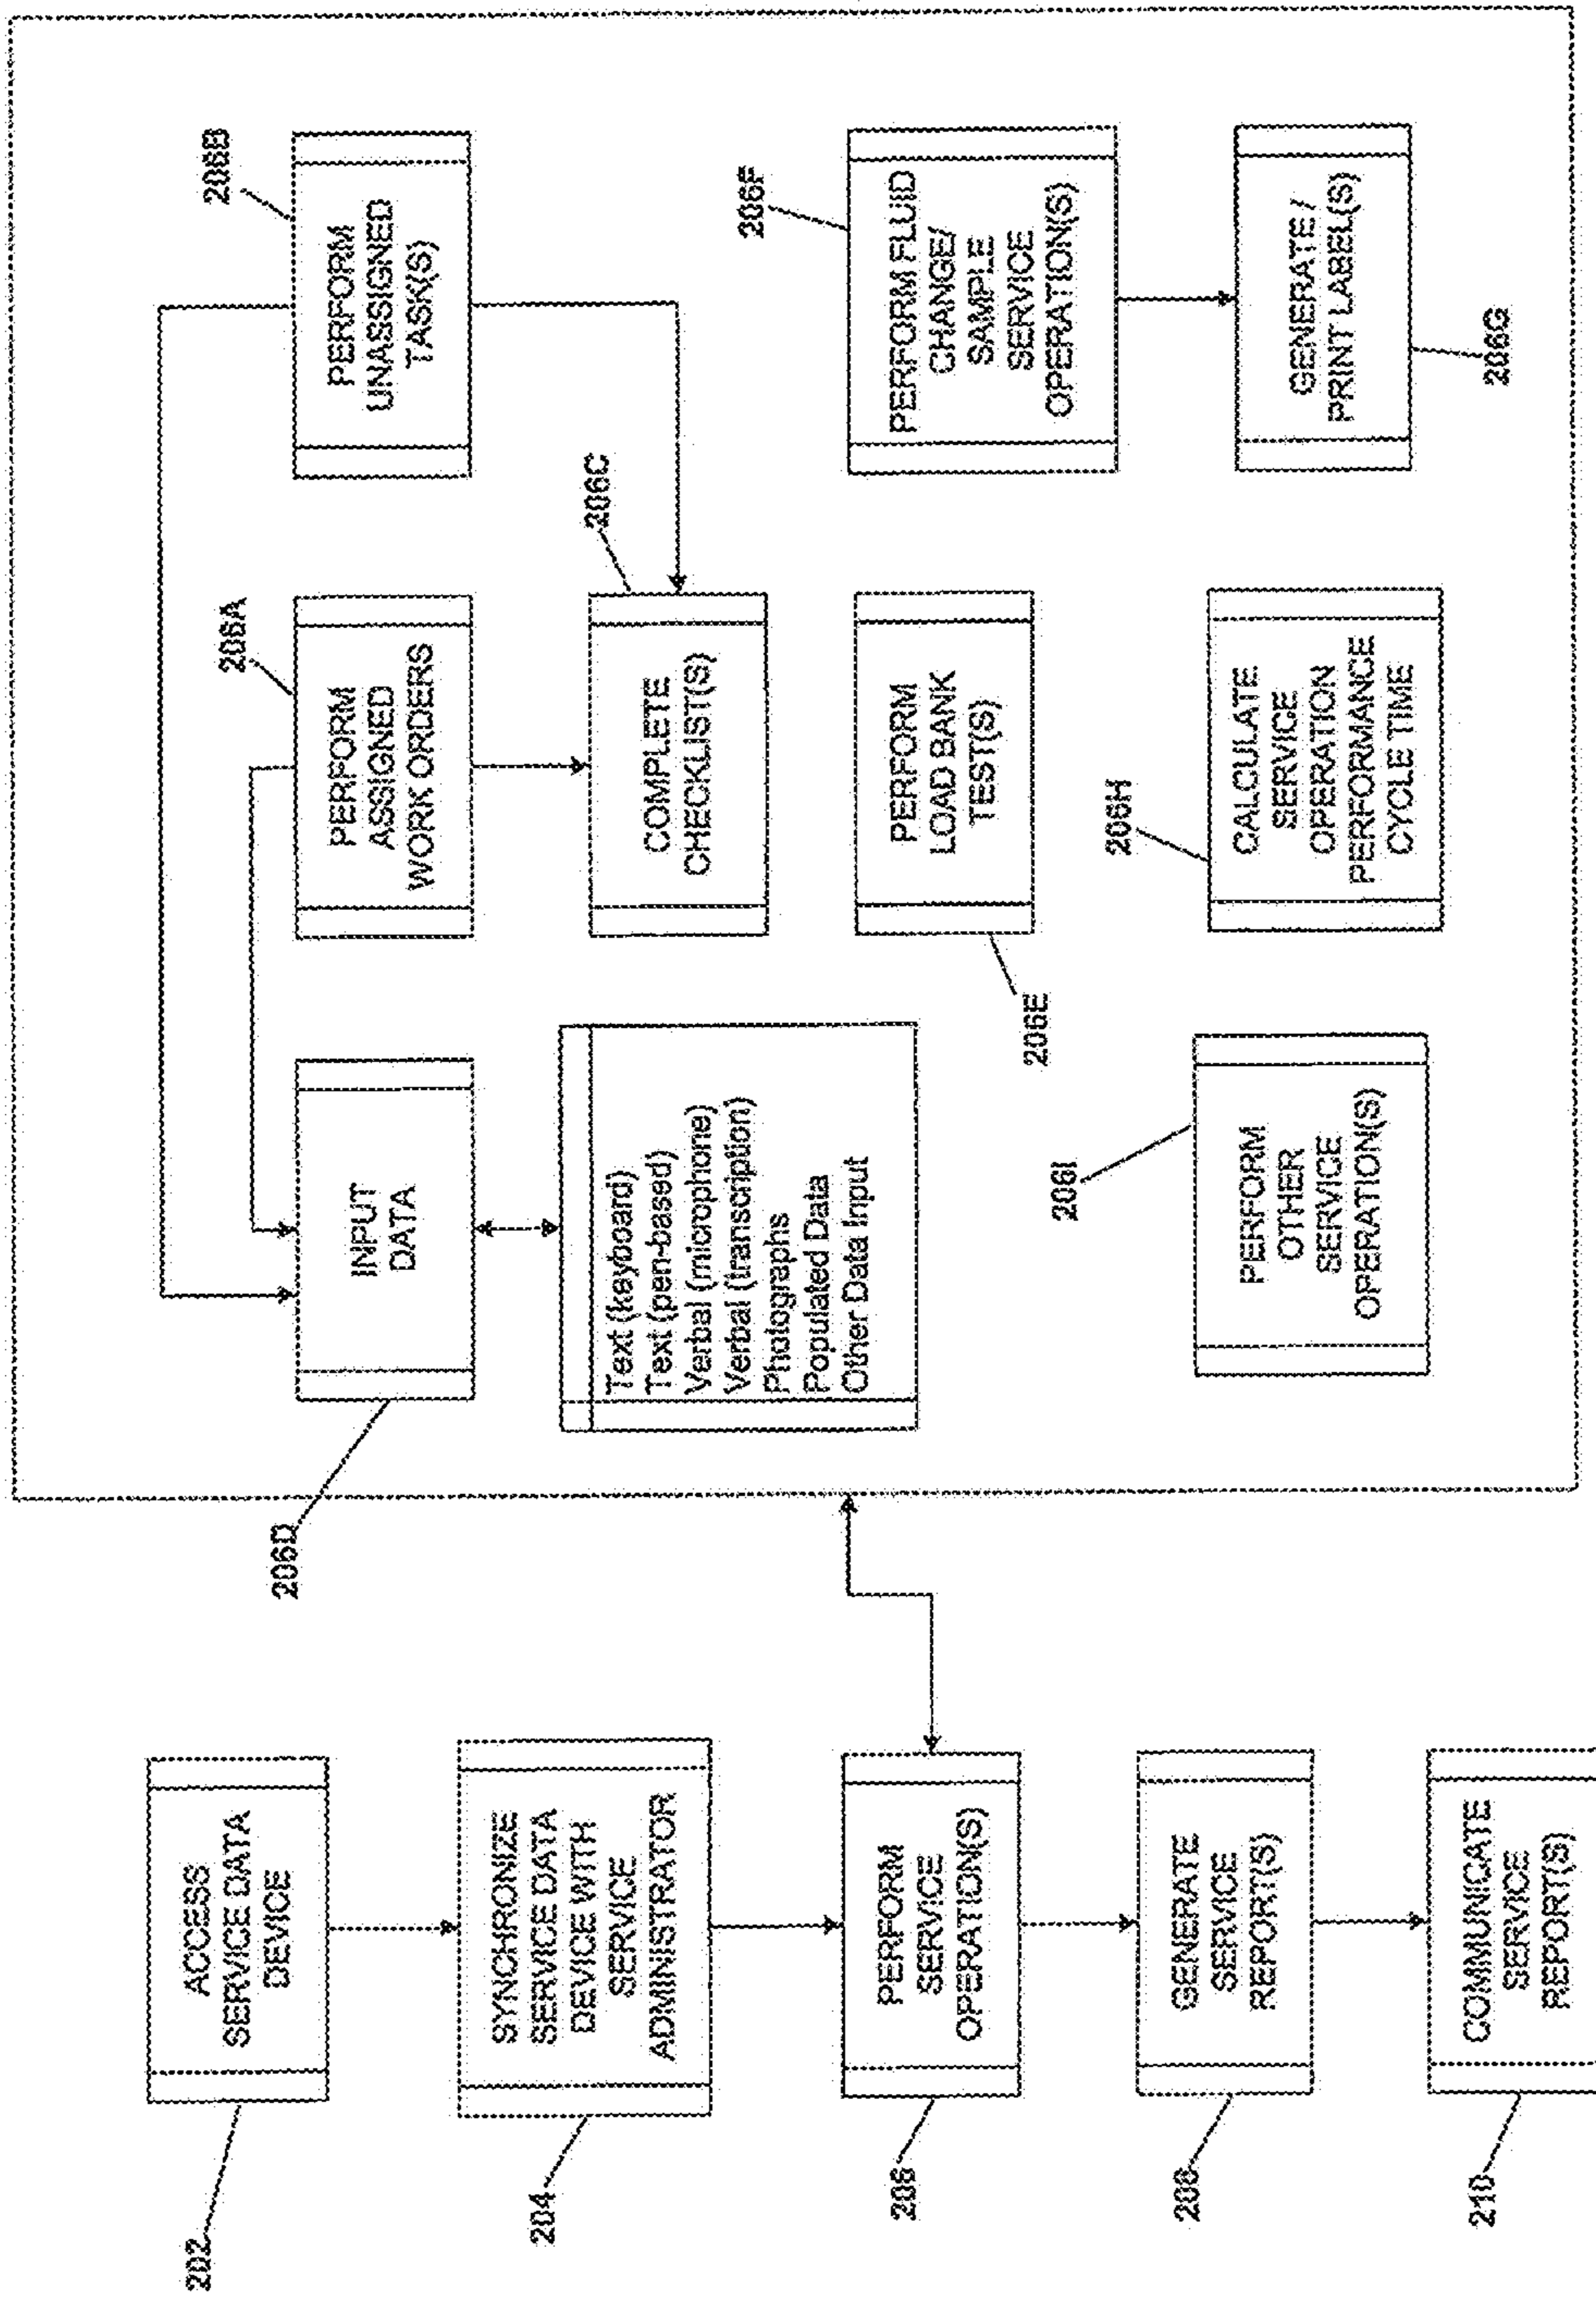 202
ACCESS
SERVICE DATA
DEVICE
204
SYNCHRONIZE
SERVICE DATA
DEVICE WITH
SERVICE
ADMINISTRATOR
206
PERFORM
SERVICE
OPERATION(S)
208
GENERATE
SERVICE
REPORT(S)
210
COMMUNICATE
SERVICE
REPORT(S)
206D
INPUT
DATA
Text (keyboard)
Text (pen-based)
Verbal (microphone)
Verbal (transcription)
Photographs
Populated Data
Other Data Input
206A
PERFORM
ASSIGNED
WORK ORDERS
206B
PERFORM
UNASSIGNED
TASK(S)
206C
COMPLETE
CHECKLIST(S)
206E
PERFORM
LOAD BANK
TEST(S)
206F
PERFORM FLUID
CHANGE/
SAMPLE
SERVICE
OPERATION(S)
206G
GENERATE /
PRINT LABEL(S)
206H
CALCULATE
SERVICE
OPERATION
PERFORMANCE
CYCLE TIME
206I
PERFORM
OTHER
SERVICE
OPERATION(S)